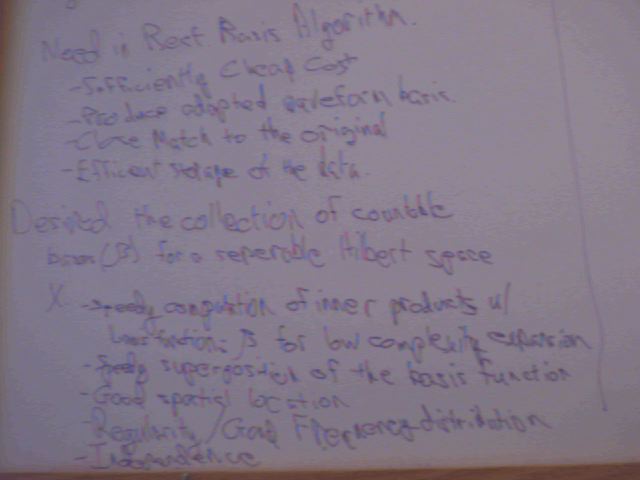 Need in Best Basis Algorithm.
-Sufficiently Cheap Cost
-Produce adapted waveform basis.
-Close Match to the original
-Efficient storage of the data.
Desired the collection of countable
bases (B) for a seperable Hilbert space
X. -speedy computation of inner products w/
basis functions B for low complexity expansion
-speedy superposition of the basis function
-Good spatial location
-Regularity/Good Frequency distribution
-Independence